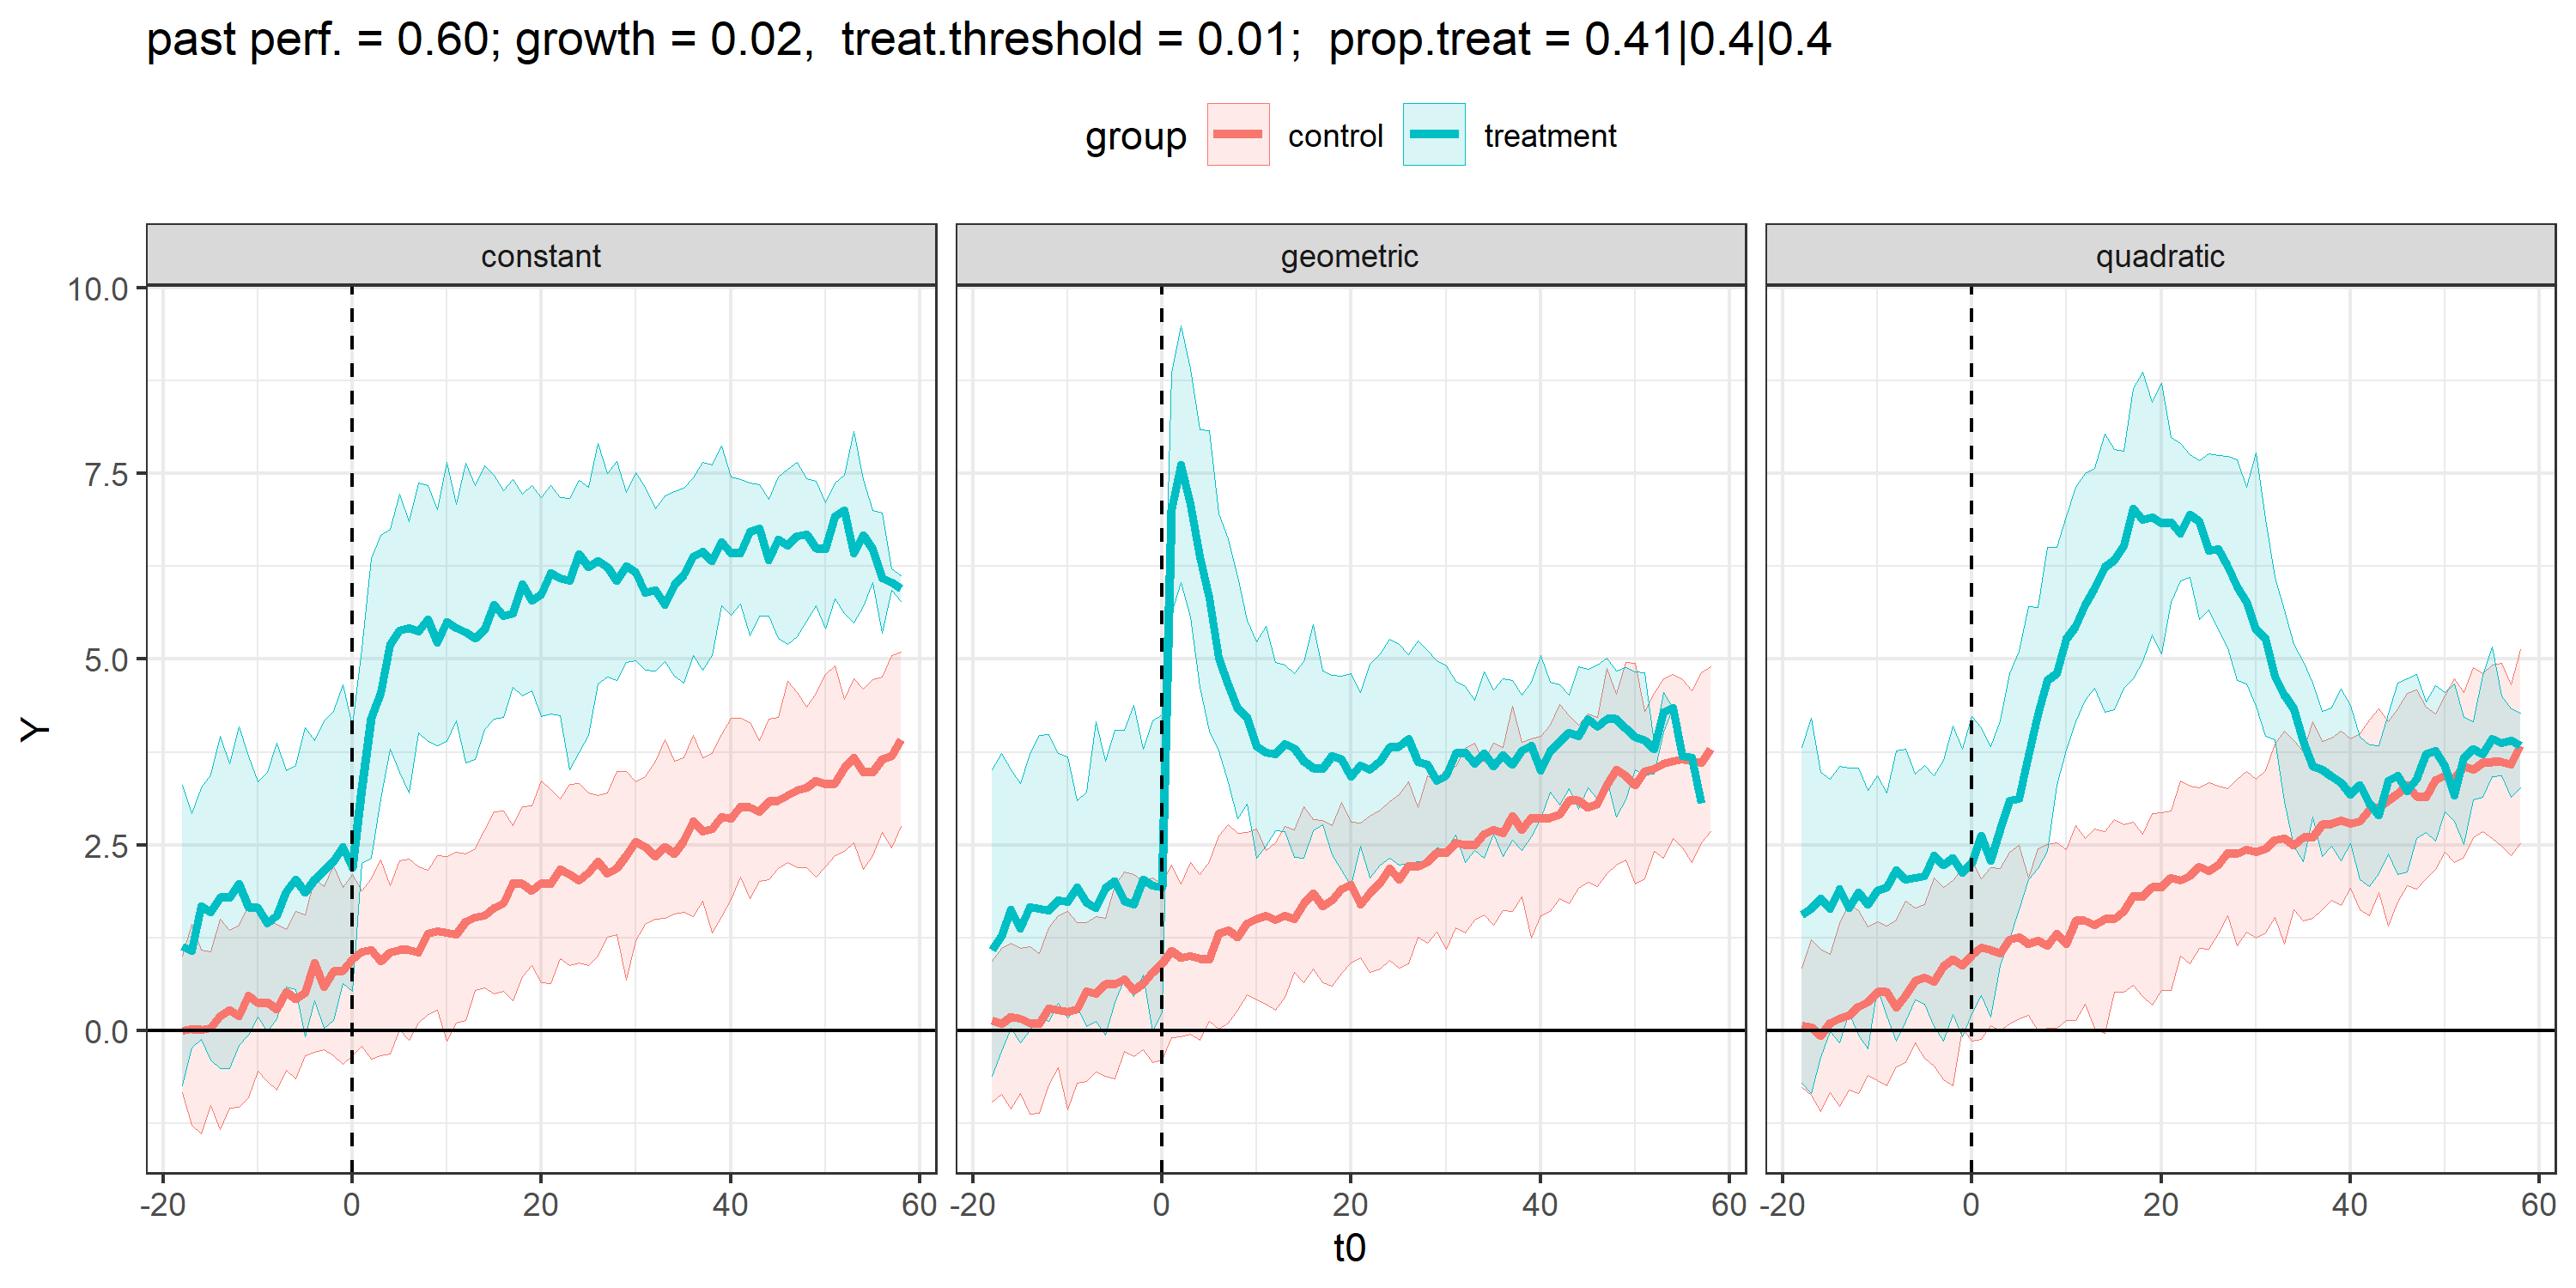 past perf. = 0.60; growth = 0.02,  treat.threshold = 0.01;  prop.treat = 0.41|0.4|0.4
group control treatment
constant geometric quadratic
10.0
7.5
5.0
2.5
0.0
Y
-20 0 20 40 60 -20 0 20 40 60 -20 0 20 40 60
t0